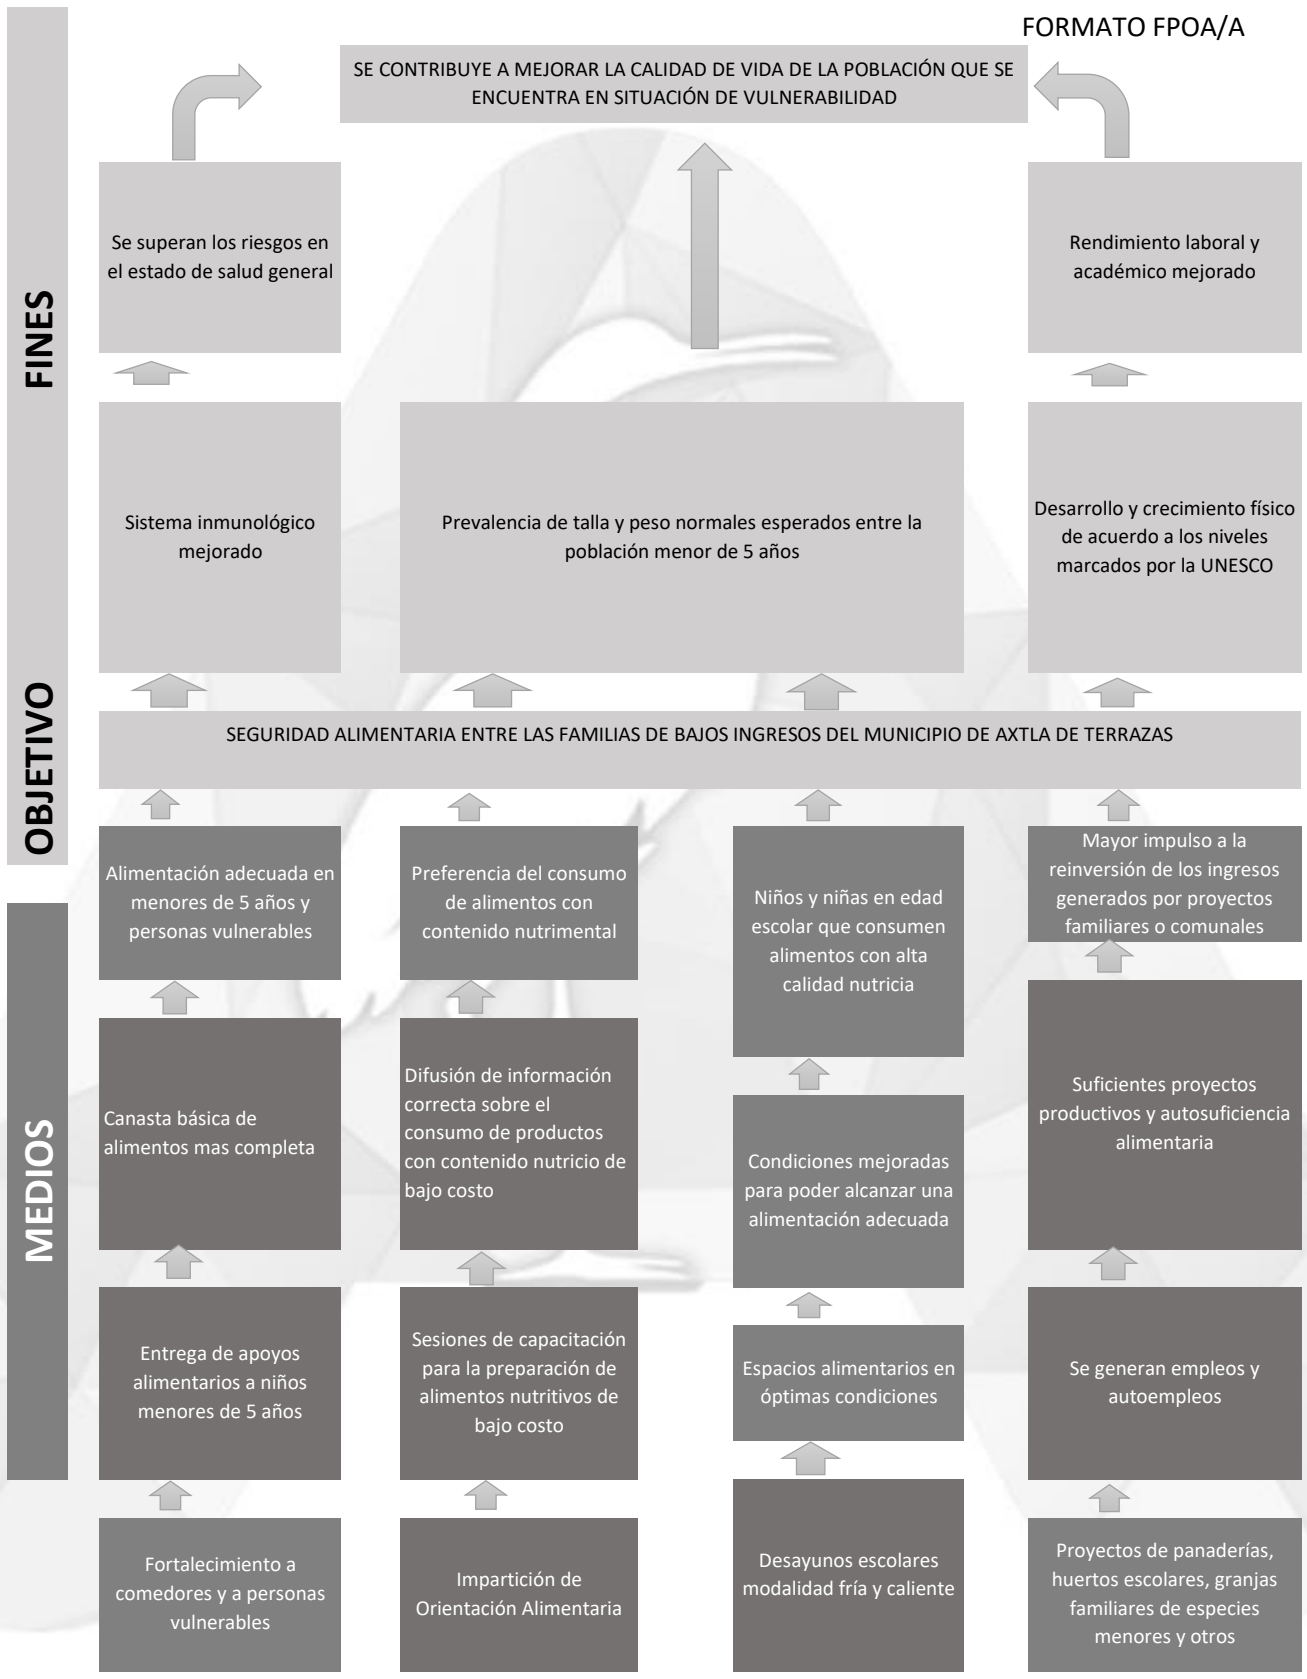 FORMATO FPOA/A
SE CONTRIBUYE A MEJORAR LA CALIDAD DE VIDA DE LA POBLACIÓN QUE SE
ENCUENTRA EN SITUACIÓN DE VULNERABILIDAD
FINES
Se superan los riesgos en
el estado de salud general
Rendimiento laboral y
académico mejorado
Sistema inmunológico
mejorado
Prevalencia de talla y peso normales esperados entre la
población menor de 5 años
Desarrollo y crecimiento físico
de acuerdo a los niveles
marcados por la UNESCO
OBJETIVO
SEGURIDAD ALIMENTARIA ENTRE LAS FAMILIAS DE BAJOS INGRESOS DEL MUNICIPIO DE AXTLA DE TERRAZAS
MEDIOS
Alimentación adecuada en
menores de 5 años y
personas vulnerables
Preferencia del consumo
de alimentos con
contenido nutrimental
Niños y niñas en edad
escolar que consumen
alimentos con alta
calidad nutricia
Mayor impulso a la
reinversión de los ingresos
generados por proyectos
familiares o comunales
Canasta básica de
alimentos mas completa
Difusión de información
correcta sobre el
consumo de productos
con contenido nutricio de
bajo costo
Condiciones mejoradas
para poder alcanzar una
alimentación adecuada
Suficientes proyectos
productivos y autosuficiencia
alimentaria
Entrega de apoyos
alimentarios a niños
menores de 5 años
Sesiones de capacitación
para la preparación de
alimentos nutritivos de
bajo costo
Espacios alimentarios en
óptimas condiciones
Se generan empleos y
autoempleos
Fortalecimiento a
comedores y a personas
vulnerables
Impartición de
Orientación Alimentaria
Desayunos escolares
modalidad fría y caliente
Proyectos de panaderías,
huertos escolares, granjas
familiares de especies
menores y otros